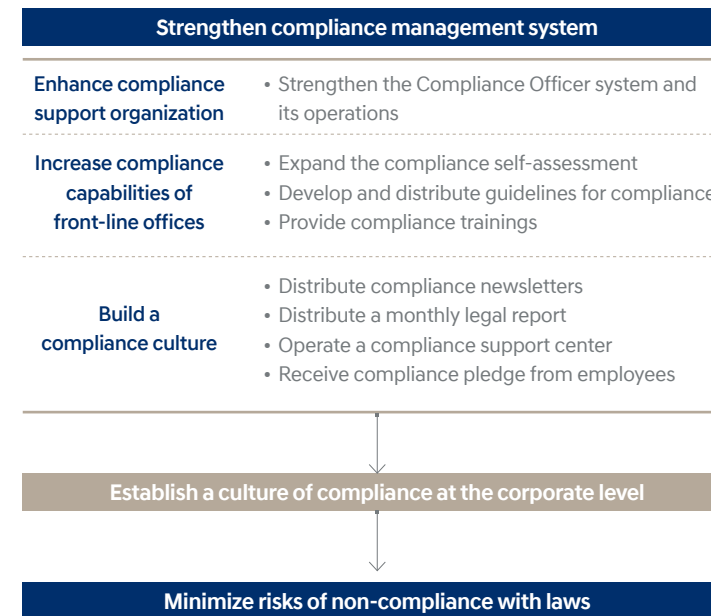 Strengthen compliance management system
Enhance compliance
support organization
• Strengthen the Compliance Officer system and
its operations
Increase compliance
capabilities of
front-line offices
• Expand the compliance self-assessment
• Develop and distribute guidelines for compliance
• Provide compliance trainings
Build a
compliance culture
• Distribute compliance newsletters
• Distribute a monthly legal report
• Operate a compliance support center
• Receive compliance pledge from employees
Establish a culture of compliance at the corporate level
Minimize risks of non-compliance with laws